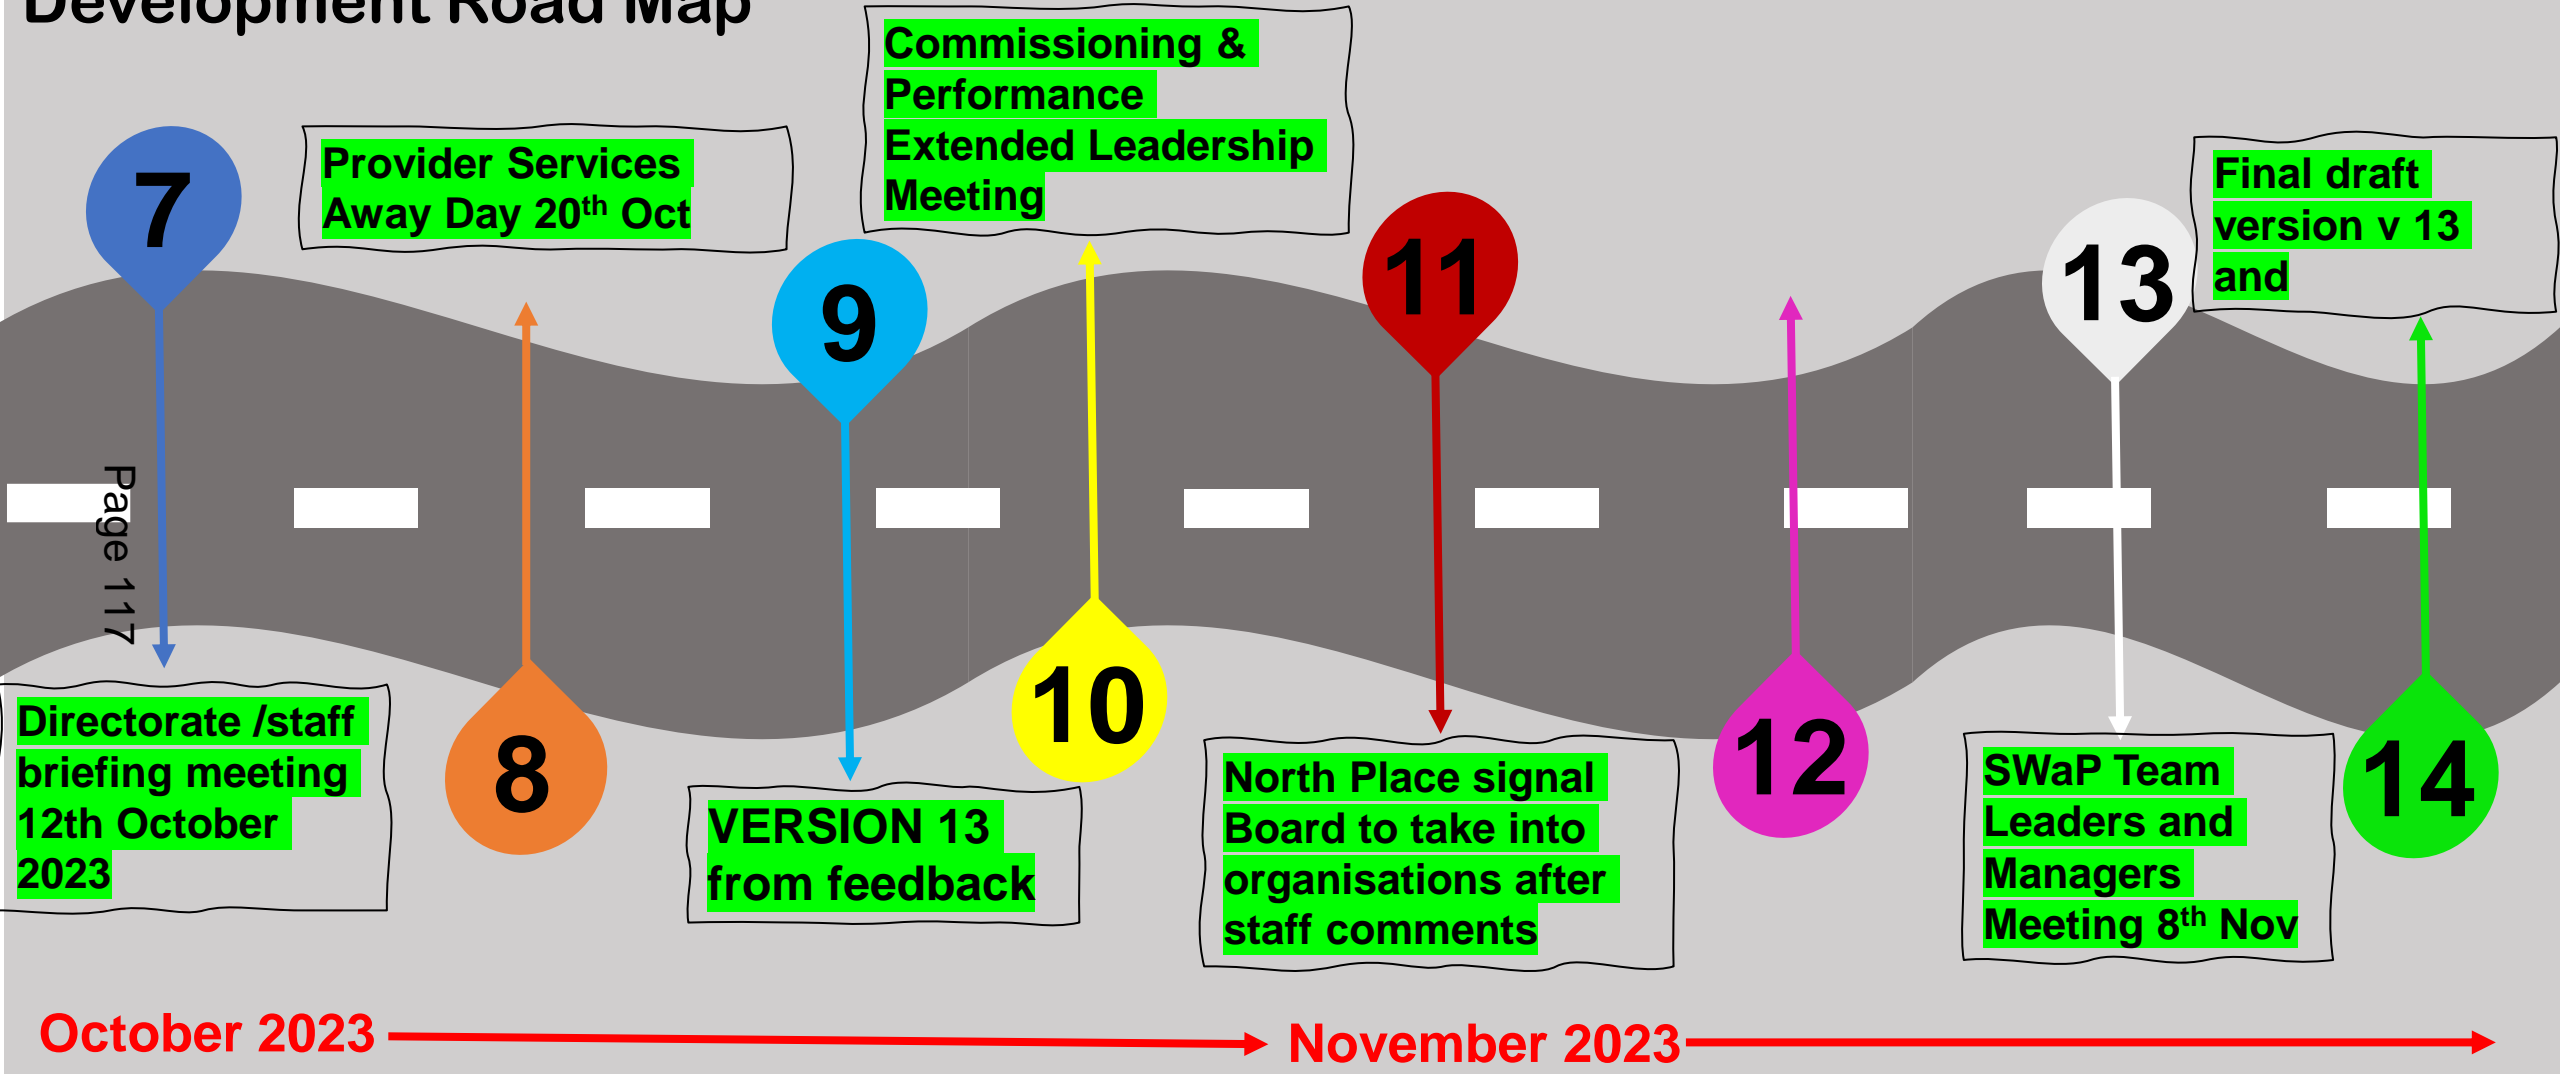 Development Road Map
7
Provider Services
Away Day 20th Oct
9
Commissioning &
Performance
Extended Leadership
Meeting
11
13
Final draft
version v 13
and
Page 117
Directorate /staff
briefing meeting
12th October
2023
8
VERSION 13
from feedback
10
North Place signal
Board to take into
organisations after
staff comments
12
SWaP Team
Leaders and
Managers
Meeting 8th Nov
14
October 2023
November 2023